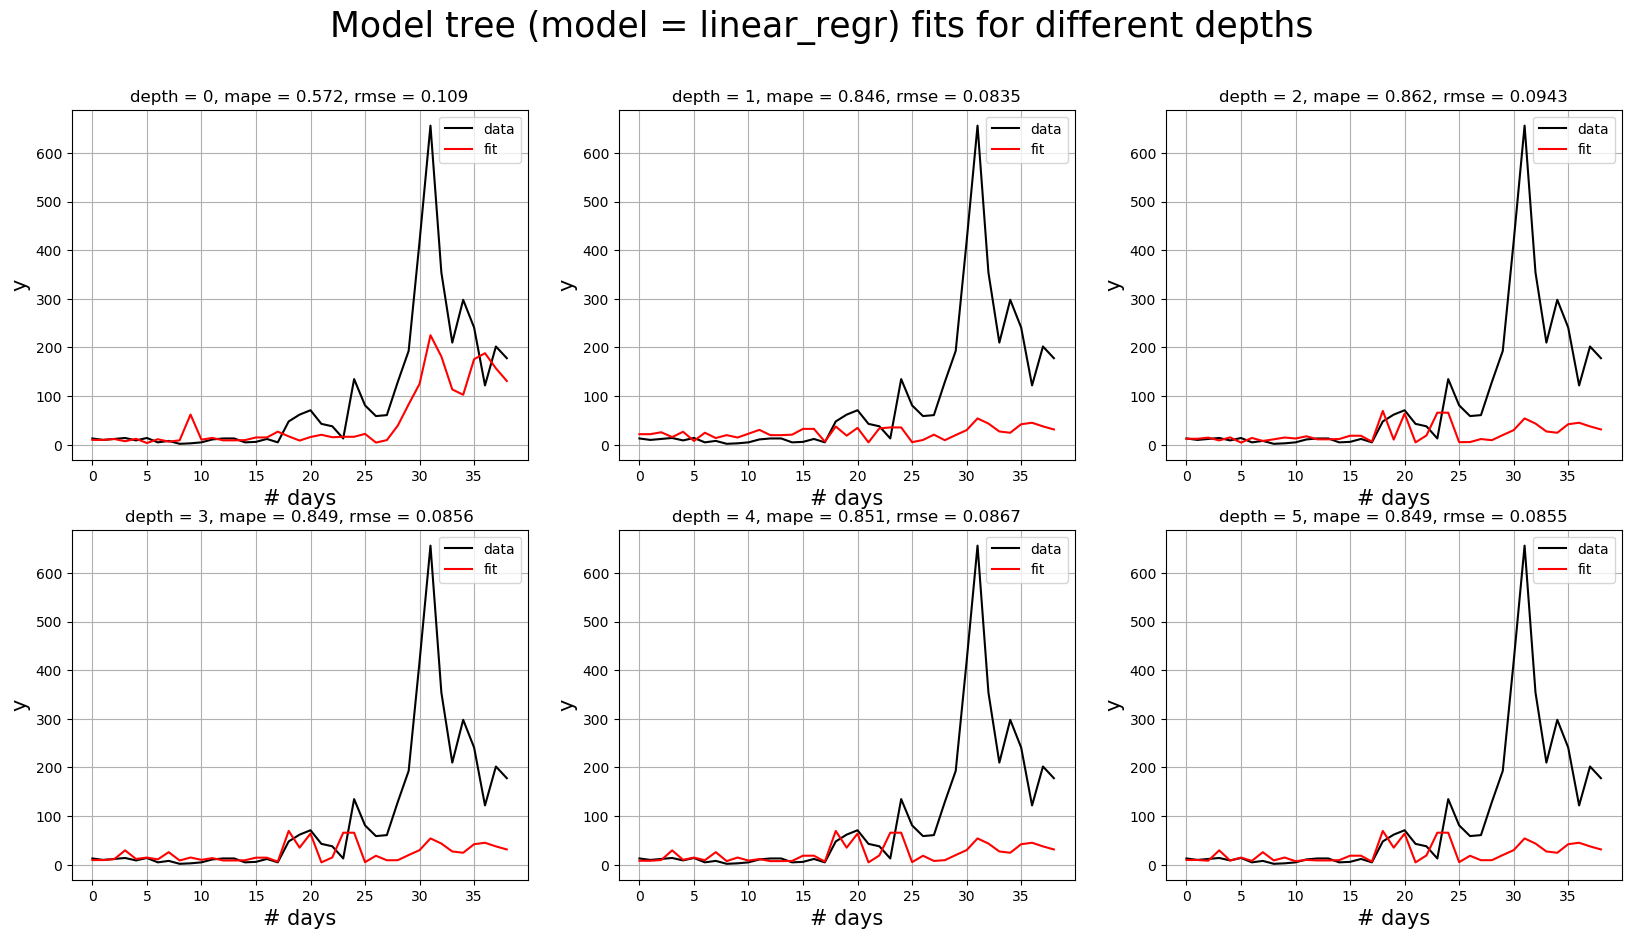 Model tree (model = linear_regr) fits for different depths
depth = 0, mape = 0.572, rmse = 0.109
data
fit
600
500
400
300
200
100
0
y
0 5 10 15 20 25 30 35
# days
depth = 1, mape = 0.846, rmse = 0.0835
data
fit
600
500
400
300
200
100
0
y
0 5 10 15 20 25 30 35
# days
depth = 2, mape = 0.862, rmse = 0.0943
data
fit
600
500
400
300
200
100
0
y
0 5 10 15 20 25 30 35
# days
depth = 3, mape = 0.849, rmse = 0.0856
data
fit
600
500
400
300
200
100
0
y
0 5 10 15 20 25 30 35
# days
depth = 4, mape = 0.851, rmse = 0.0867
data
fit
600
500
400
300
200
100
0
y
0 5 10 15 20 25 30 35
# days
depth = 5, mape = 0.849, rmse = 0.0855
data
fit
600
500
400
300
200
100
0
y
0 5 10 15 20 25 30 35
# days